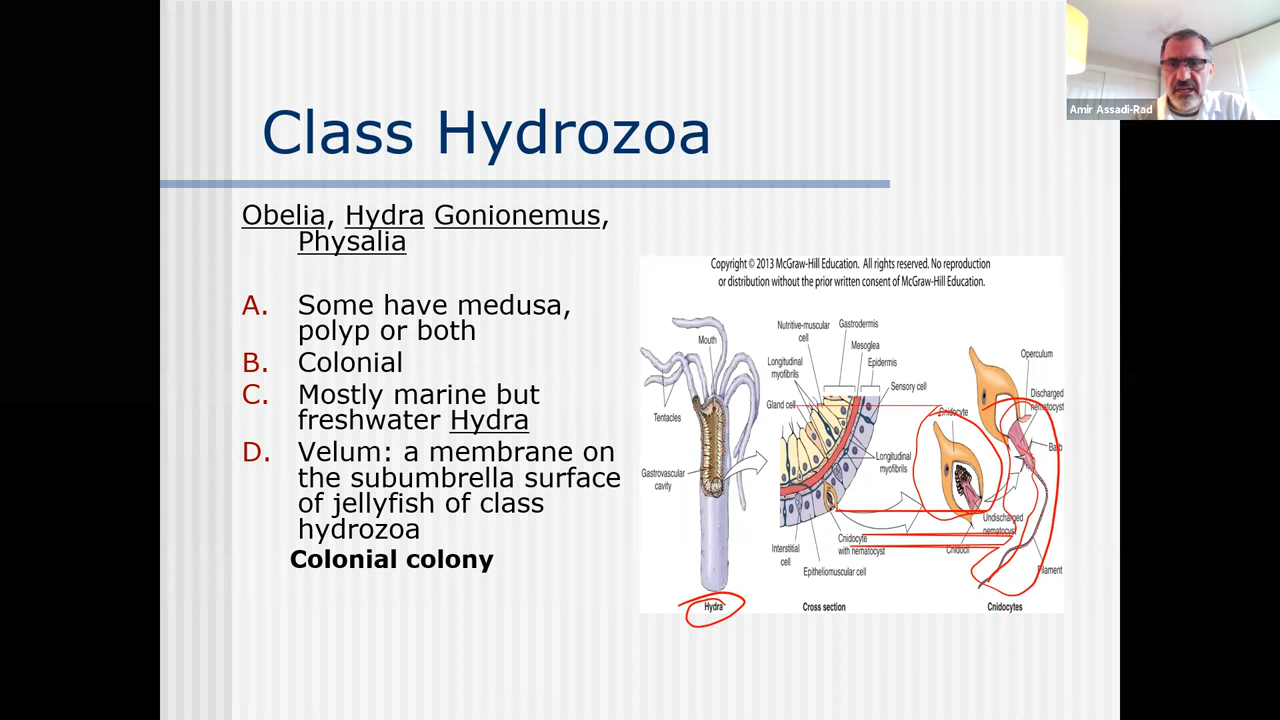 Class Hydrozoa
Amir Assadi-Rad
Obelia, Hydra Gonionemus,
Physalia
A. Some have medusa,
polyp or both
B. Colonial
C. Mostly marine but
freshwater Hydra
D. Velum: a membrane on
the subumbrella surface
of jellyfish of class
hydrozoa
Colonial colony
Copyright © 2013 McGraw-Hill Education. All rights reserved. No reproduction
or distribution without the prior written consent of McGraw-Hill Education.
Mouth
Tentacles
Gastrovascular
cavity
Hydra
Nutritive-muscular
cell
Gastrodermis
Mesoglea
Longitudinal
myofibrils
Epidermis
Sensory cell
Gland cell
Longitudinal
myofibrils
Interstitial
cell
Cnidocyte
with nematocyst
Epitheliomuscular cell
Cross section
Cnidocyte
Operculum
Discharged
nematocyst
Barb
Undischarged
nematocyst
Cnidocil
Filament
Cnidocytes